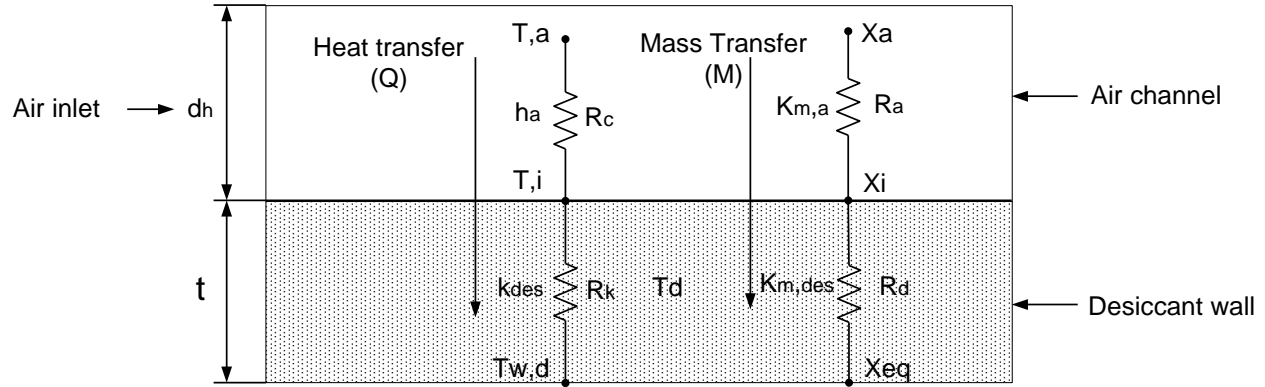 Heat transfer
(Q)
T,a
Mass Transfer
(M)
Xa
Air inlet
dh
ha
Rc
Km,a
Ra
Air channel
T,i
Xi
t
kdes
Rk
Td
Km,des
Rd
Desiccant wall
Tw,d
Xeq